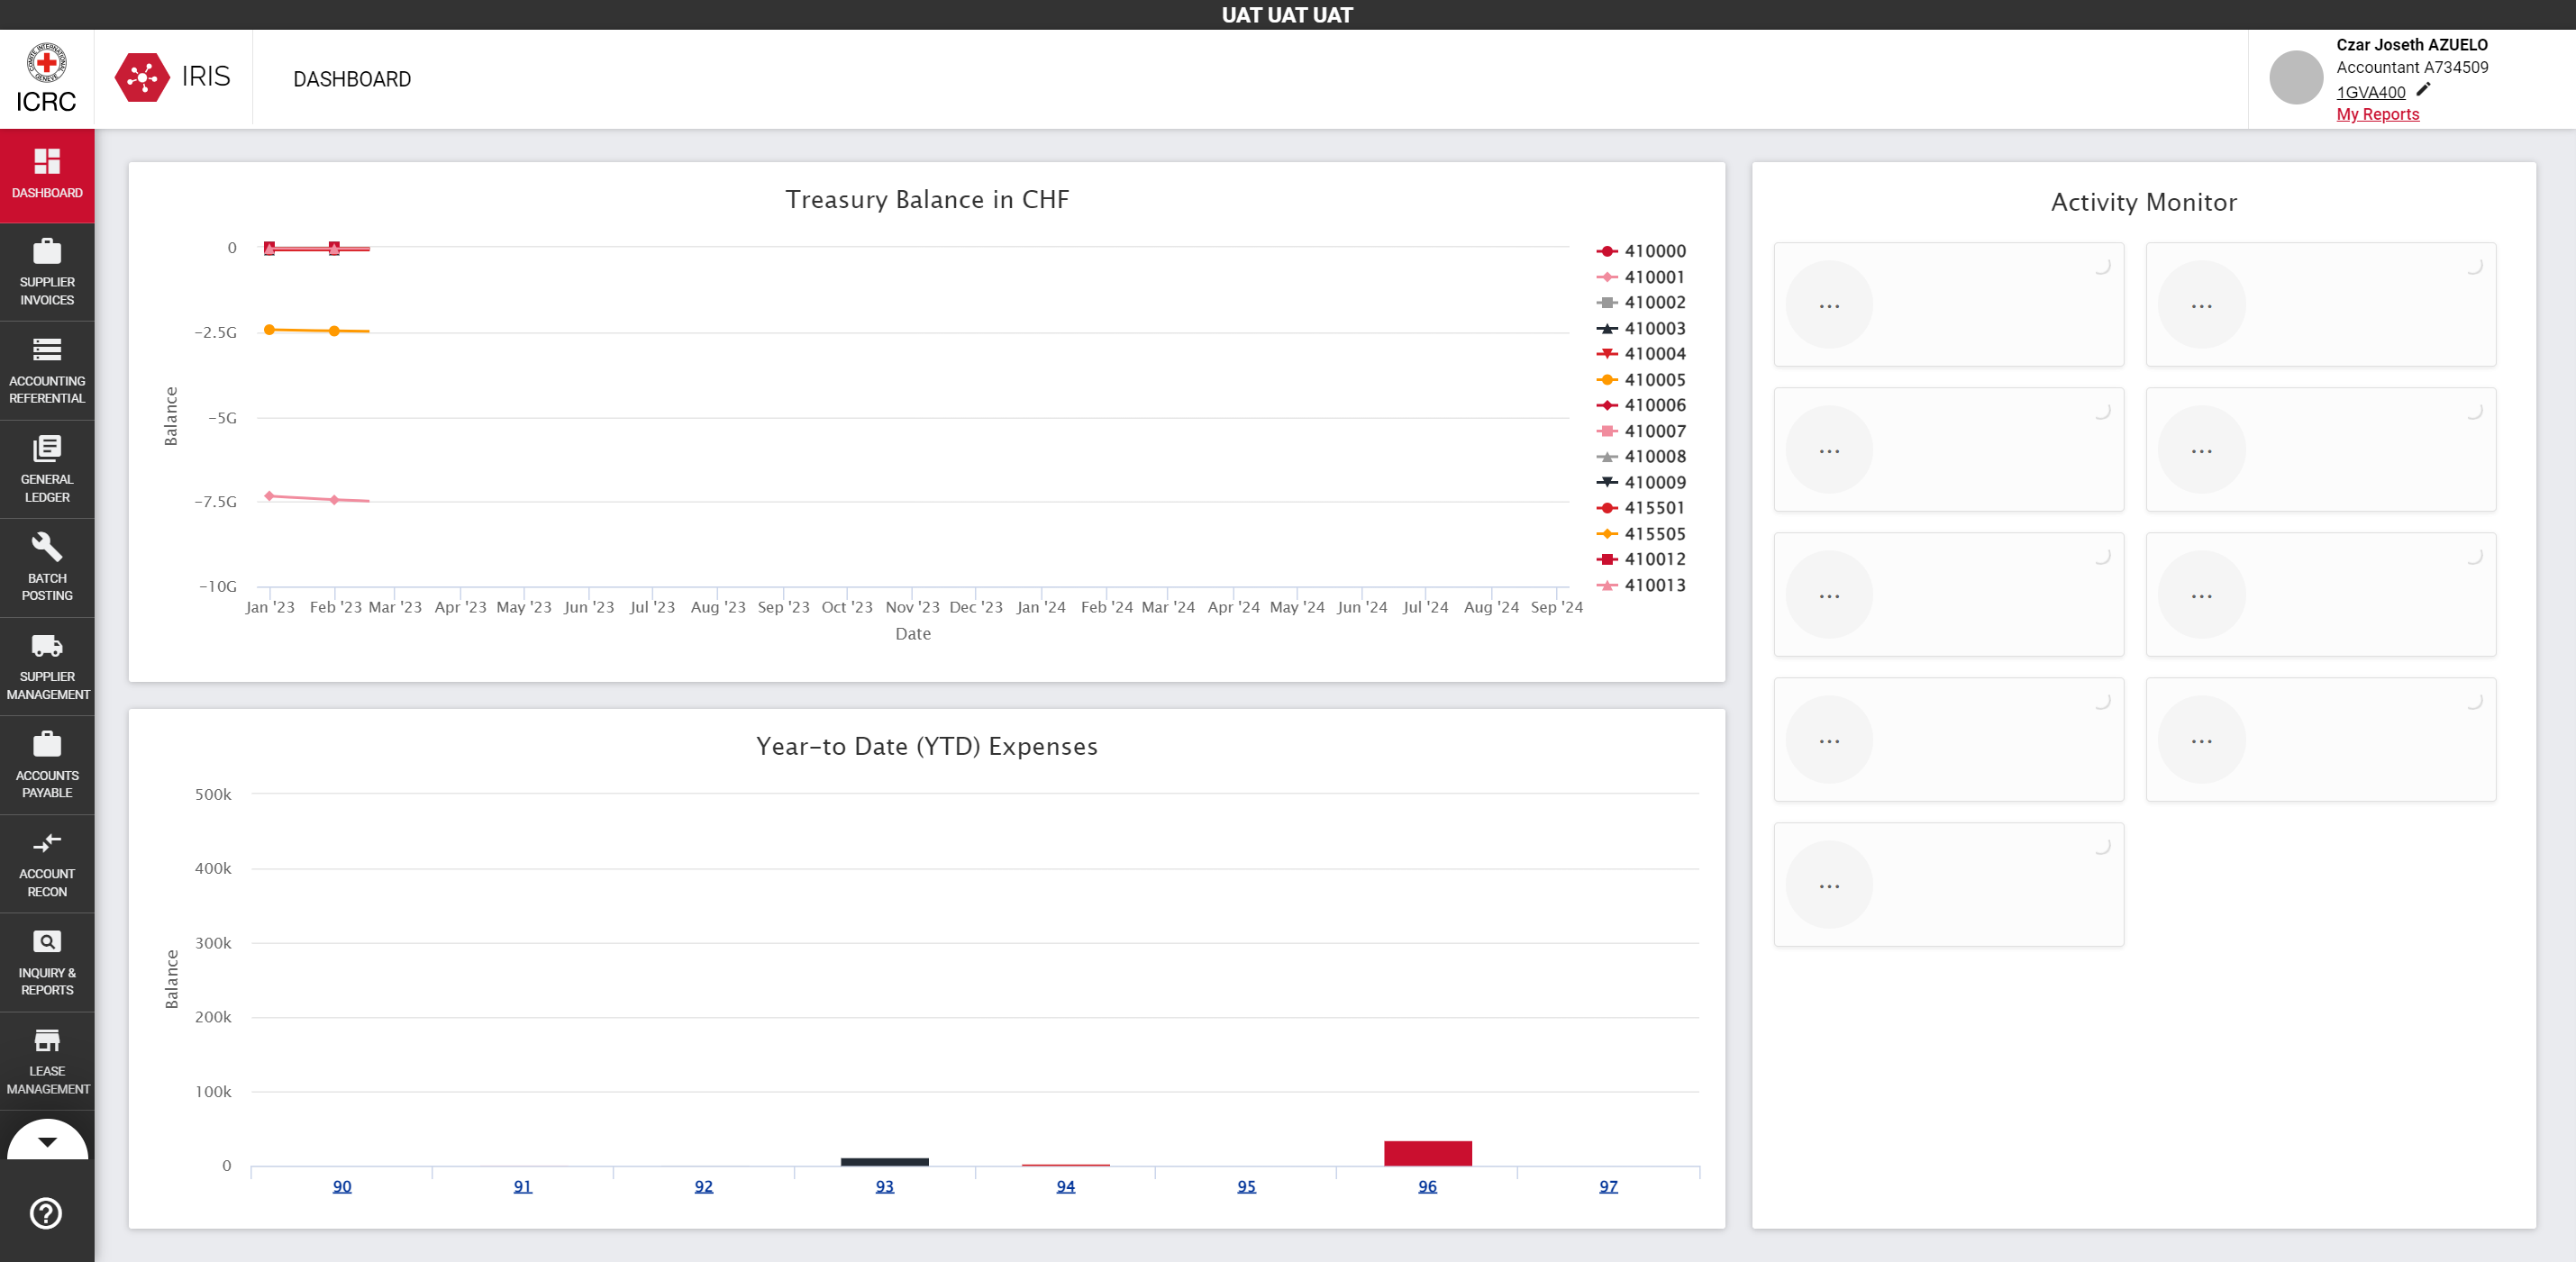 UAT UAT UAT
COMITE INTERNATIONAL GENEVE
ICRC
IRIS
DASHBOARD
Czar Joseth AZUELO
Accountant A734509
1GVA400
My Reports
DASHBOARD
SUPPLIER
INVOICES
ACCOUNTING
REFERENTIAL
GENERAL
LEDGER
BATCH
POSTING
SUPPLIER
MANAGEMENT
ACCOUNTS
PAYABLE
ACCOUNT
RECON
INQUIRY &
REPORTS
LEASE
MANAGEMENT
Treasury Balance in CHF
0
-2.5G
-5G
-7.5G
-10G
Balance
Jan '23 Feb '23 Mar '23 Apr '23 May '23 Jun '23 Jul '23 Aug '23 Sep '23 Oct '23 Nov '23 Dec '23 Jan '24 Feb '24 Mar '24 Apr '24 May '24 Jun '24 Jul '24 Aug '24 Sep '24
Date
410000
410001
410002
410003
410004
410005
410006
410007
410008
410009
415501
415505
410012
410013
Year-to Date (YTD) Expenses
500k
400k
300k
200k
100k
0
Balance
90 91 92 93 94 95 96 97
Activity Monitor
... ...
... ...
... ...
... ...
...